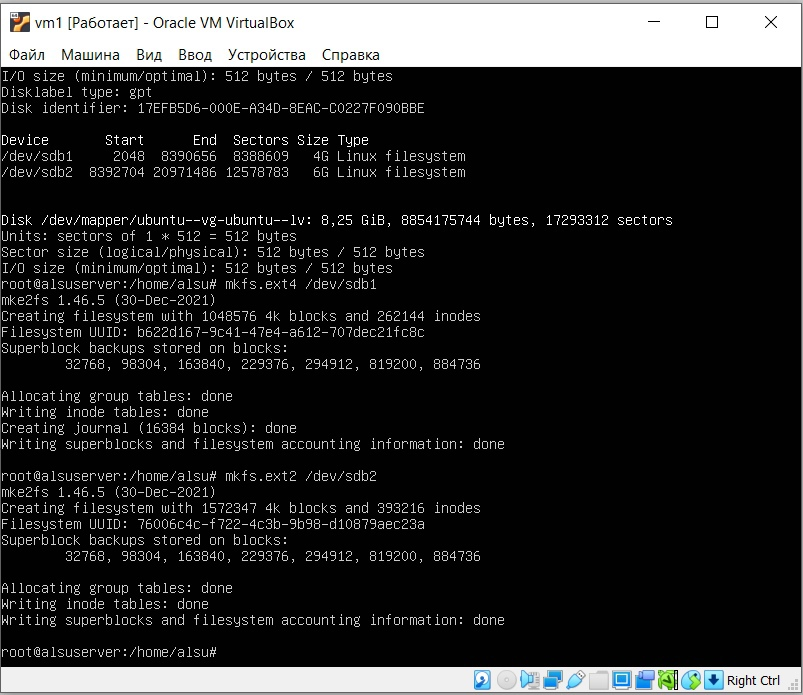 vm1 [Работает] - Oracle VM VirtualBox
Файл Машина Вид Ввод Устройства Справка
I/O size (minimum/optimal): 512 bytes / 512 bytes
Disklabel type: gpt
Disk identifier: 17EFB5D6-000E-A34D-8EAC-C0227F090BBE
Device Start End Sectors Size Type
/dev/sdb1 2048 8390656 8388609 4G Linux filesystem
/dev/sdb2 8392704 20971486 12578783 6G Linux filesystem
Disk /dev/mapper/ubuntu--vg-ubuntu--lv: 8,25 GiB, 8854175744 bytes, 17293312 sectors
Units: sectors of 1 * 512 = 512 bytes
Sector size (logical/physical): 512 bytes / 512 bytes
I/O size (minimum/optimal): 512 bytes / 512 bytes
root@alsuserver:/home/alsu# mkfs.ext4 /dev/sdb1
mke2fs 1.46.5 (30-Dec-2021)
Creating filesystem with 1048576 4k blocks and 262144 inodes
Filesystem UUID: b622d167-9c41-47e4-a612-707dec21fc8c
Superblock backups stored on blocks:
32768, 98304, 163840, 229376, 294912, 819200, 884736
Allocating group tables: done
Writing inode tables: done
Creating journal (16384 blocks): done
Writing superblocks and filesystem accounting information: done
root@alsuserver:/home/alsu# mkfs.ext2 /dev/sdb2
mke2fs 1.46.5 (30-Dec-2021)
Creating filesystem with 1572347 4k blocks and 393216 inodes
Filesystem UUID: 76006c4c-f722-4c3b-9b98-d10879aec23a
Superblock backups stored on blocks:
32768, 98304, 163840, 229376, 294912, 819200, 884736
Allocating group tables: done
Writing inode tables: done
Writing superblocks and filesystem accounting information: done
root@alsuserver:/home/alsu#
Right Ctrl